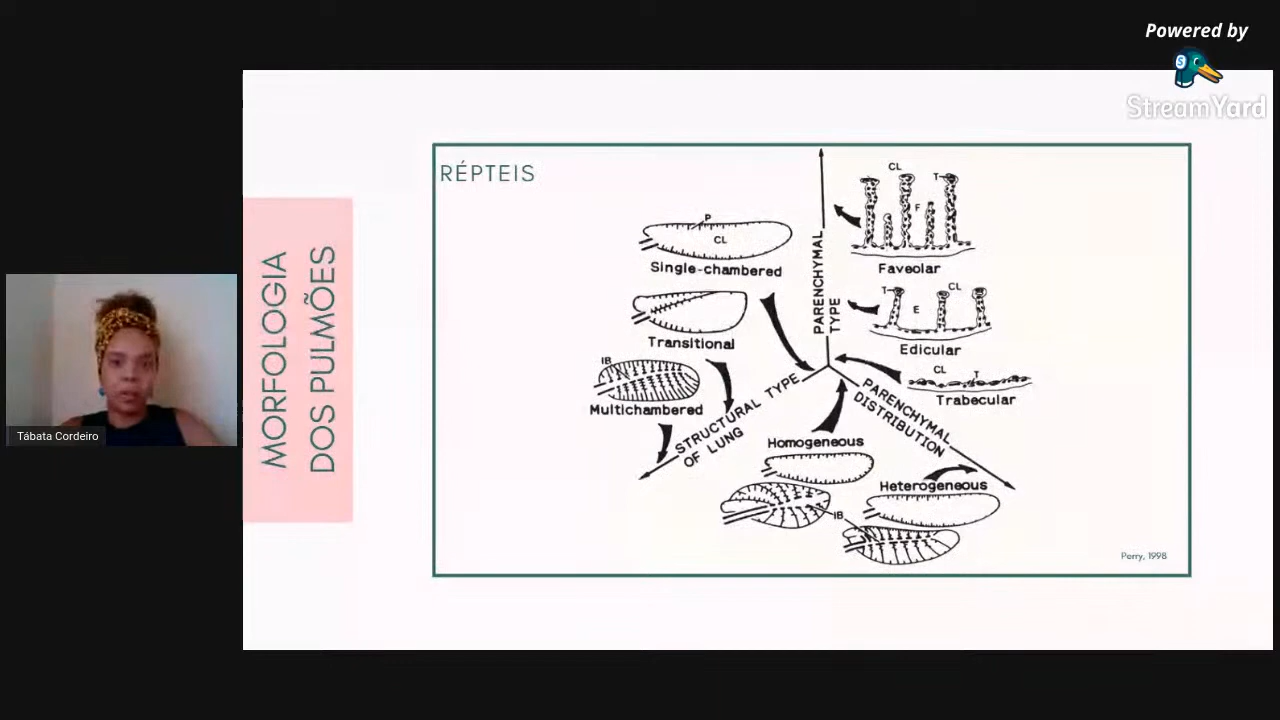 Powered by
StreamYard
Tábata Cordeiro
MORFOLOGIA
DOS PULMÕES
RÉPTEIS
P
CL
Single-chambered
Transitional
IB
Multichambered
STRUCTURAL TYPE
OF LUNG
PARENCHYMAL
TYPE
CL
T
F
Faveolar
T
CL
E
Edicular
CL
T
Trabecular
PARENCHYMAL
DISTRIBUTION
Homogeneous
Heterogeneous
IB
Perry, 1998